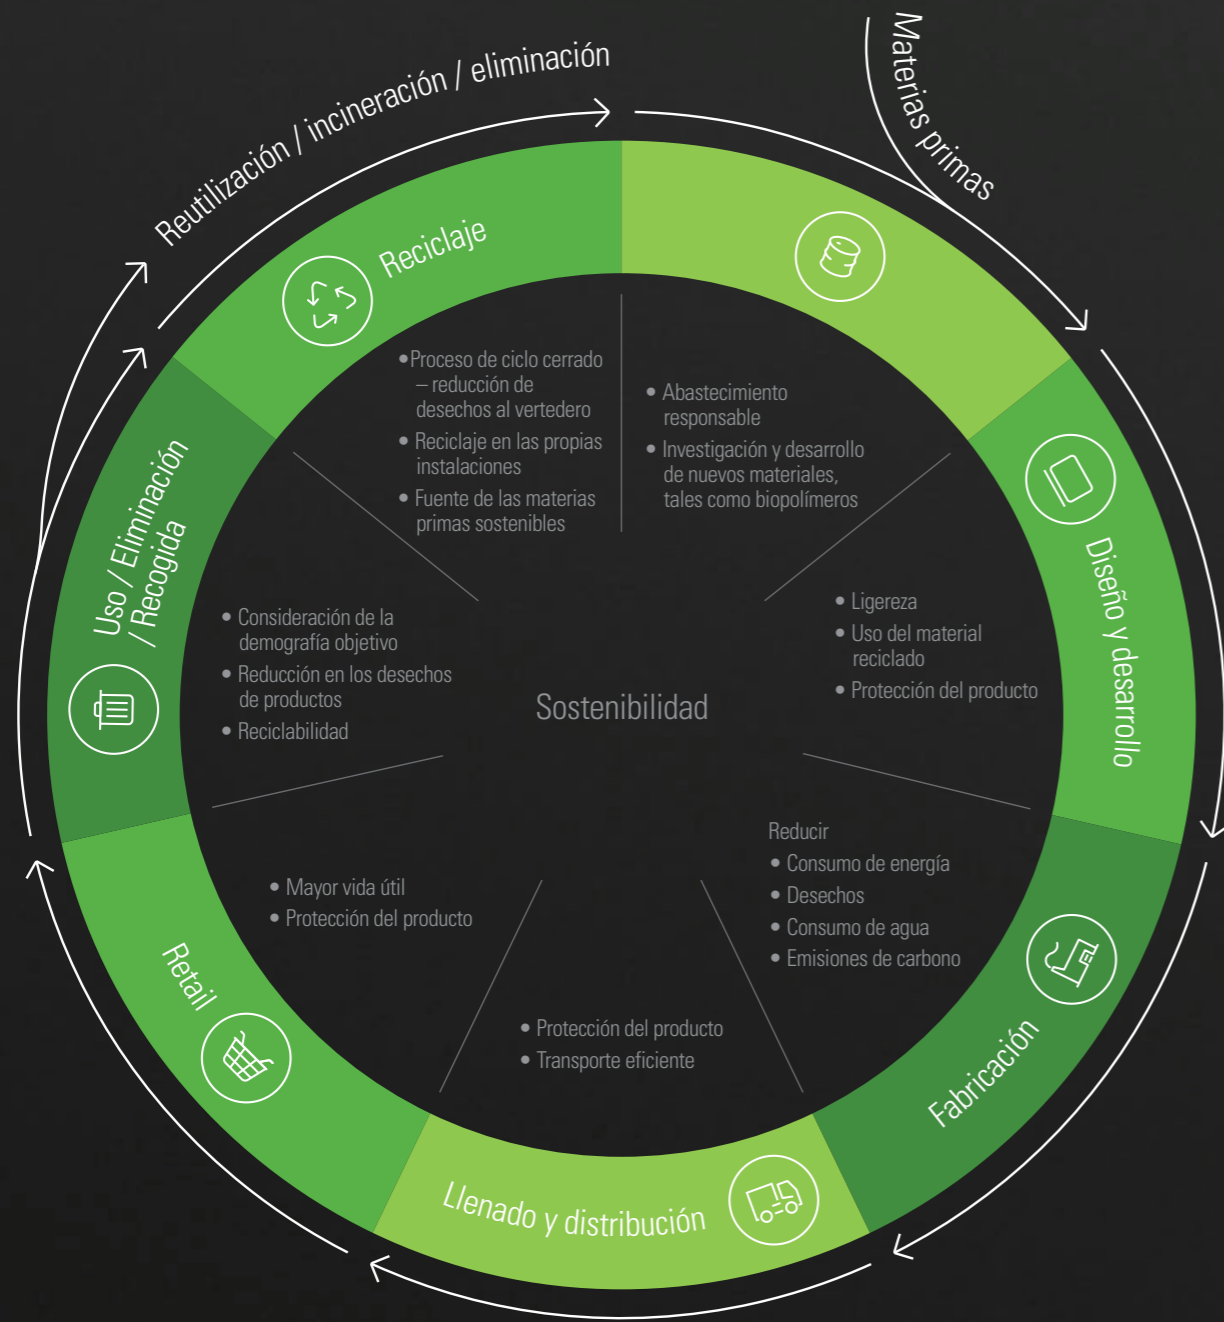 Materias primas
Reutilización / incineración / eliminación
Reciclaje
•Proceso de ciclo cerrado
– reducción de
desechos al vertedero
• Reciclaje en las propias
instalaciones
• Fuente de las materias
primas sostenibles
• Abastecimiento
responsable
• Investigación y desarrollo
de nuevos materiales,
tales como biopolímeros
Diseño y desarrollo
• Ligereza
• Uso del material
reciclado
• Protección del producto
Fabricación
Reducir
• Consumo de energía
• Desechos
• Consumo de agua
• Emisiones de carbono
Llenado y distribución
• Protección del producto
• Transporte eficiente
Retail
• Mayor vida útil
• Protección del producto
Uso / Eliminación
/ Recogida
• Consideración de la
demografía objetivo
• Reducción en los desechos
de productos
• Reciclabilidad
Sostenibilidad